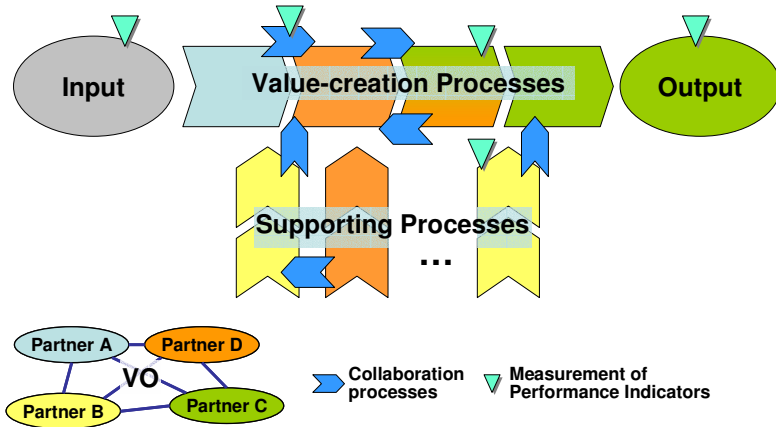 Input
Value-creation Processes
Output
Supporting Processes
...
Partner A
Partner D
VO
Partner B
Partner C
Collaboration
processes
Measurement of
Performance Indicators